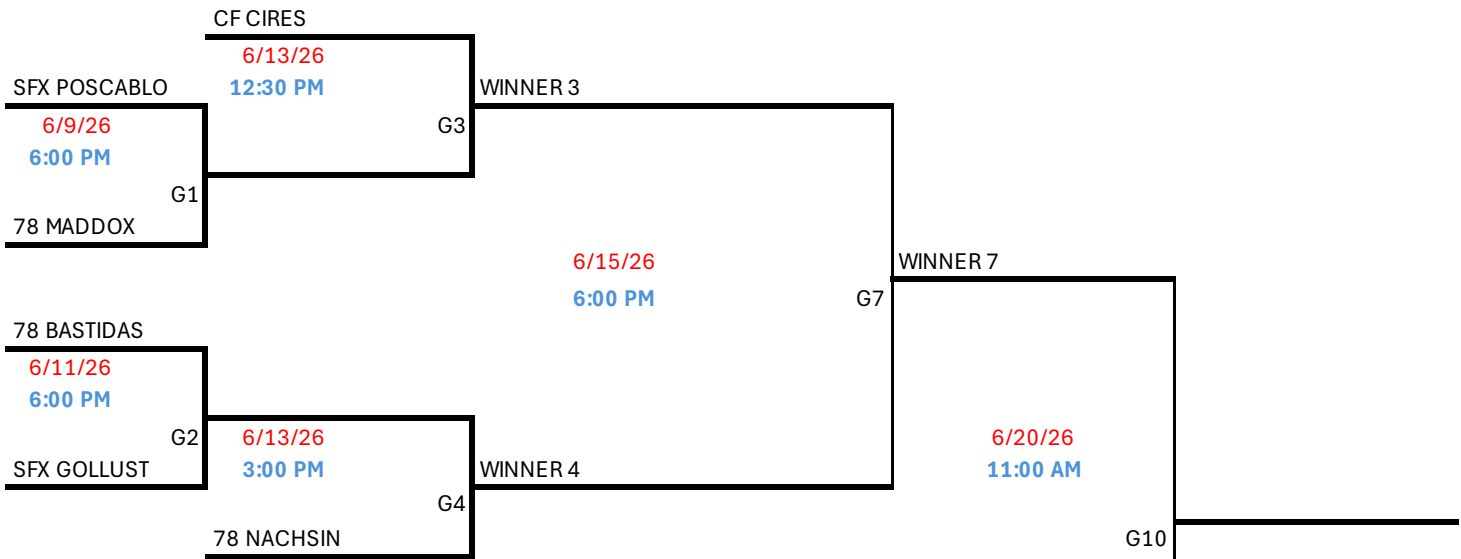 CF CIRES
6/13/26
12:30 PM
SFX POSCABLO
WINNER 3
6/9/26
6:00 PM
G3
G1
78 MADDOX
6/15/26
6:00 PM
WINNER 7
G7
78 BASTIDAS
6/11/26
6:00 PM
G2
6/13/26
3:00 PM
SFX GOLLUST
WINNER 4
6/20/26
11:00 AM
G4
78 NACHSIN
G10